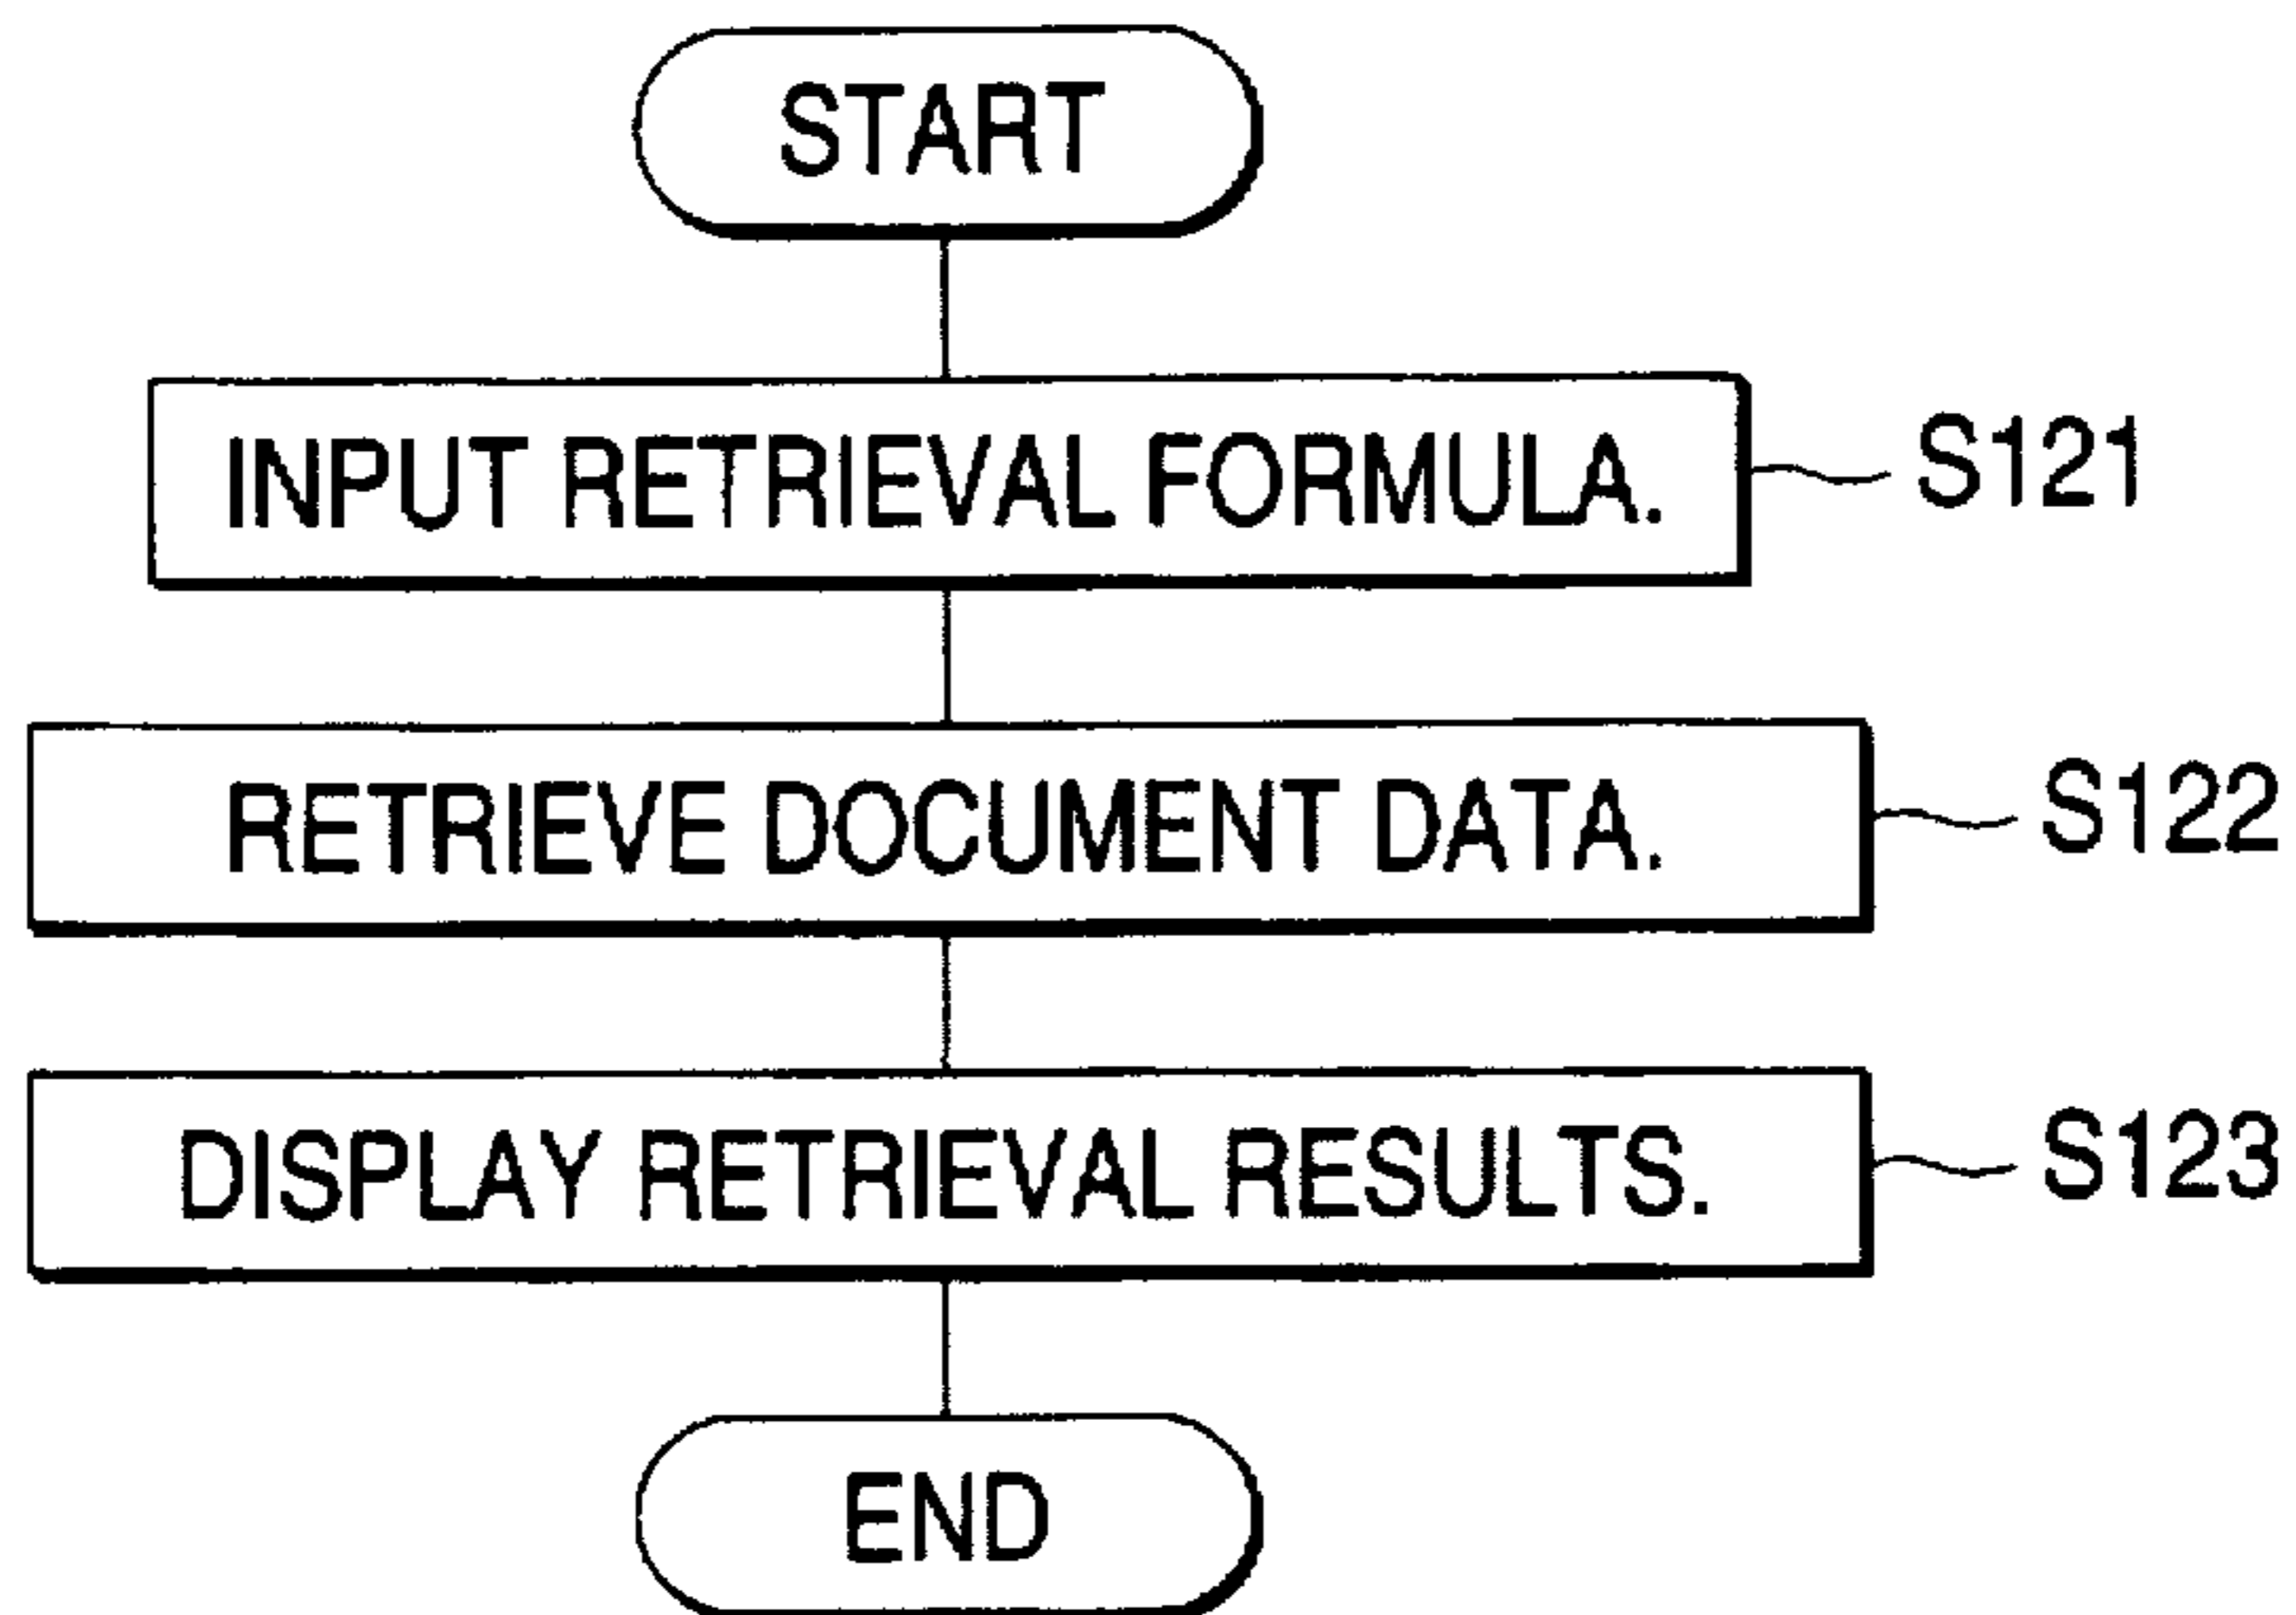 START
INPUT RETRIEVAL FORMULA. S121
RETRIEVE DOCUMENT DATA. S122
DISPLAY RETRIEVAL RESULTS. S123
END